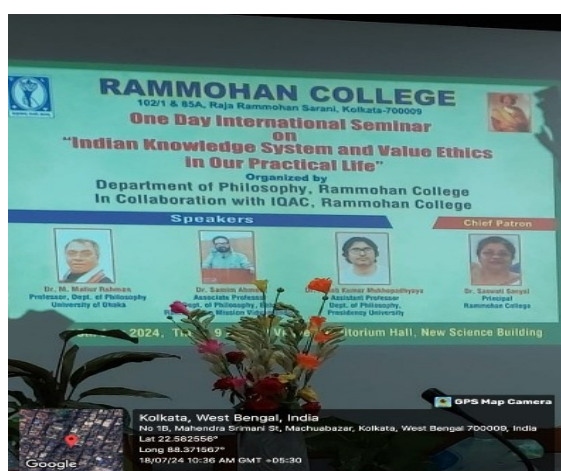 RAMMOHAN COLLEGE
102/1 & 85A, Raja Rammohan Sarani, Kolkata-700009
One Day International Seminar
on
"Indian Knowledge System and Value Ethics
in Our Practical Life"
Organized by
Department of Philosophy, Rammohan College
In Collaboration with IQAC, Rammohan College
Speakers
Chief Patron
Dr. M. Matiur Rahman
Professor, Dept. of Philosophy
University of Dhaka
Dr. Samim
Associate
Dept. of Philosophy,
Mission
Kumar Mukhopadhyaya
Assistant Professor
Dept. of Philosophy,
Presidency University
Dr. Saswati Sanyal
Principal
Rammohan College
2024, 9 Hall, New Science Building
GPS Map Camera
Kolkata, West Bengal, India
No 1B, Mahendra Srimani St, Machuabazar, Kolkata, West Bengal 700009, India
Lat 22.582556°
Long 88.371567°
18/07/24 10:36 AM GMT +05:30
Google